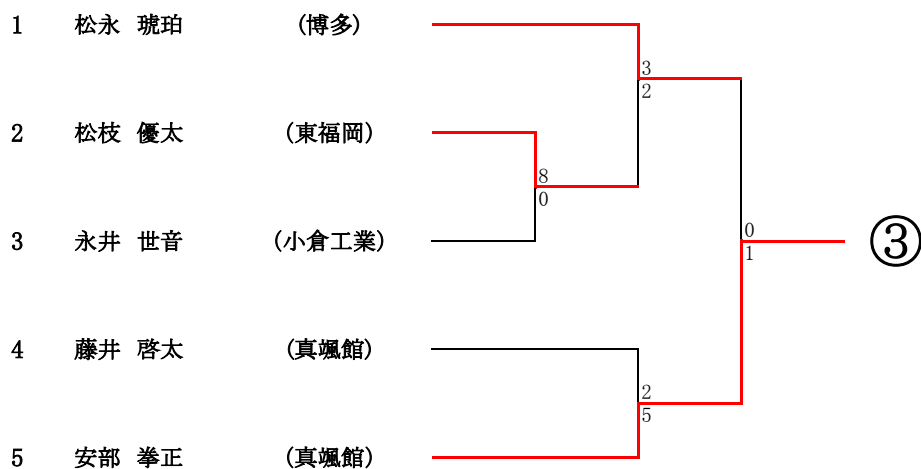 1 松永 琥珀 (博多)
3
2
2 松枝 優太 (東福岡)
8
0
3 永井 世音 (小倉工業)
0
1
③
4 藤井 啓太 (真颯館)
2
5
5 安部 拳正 (真颯館)